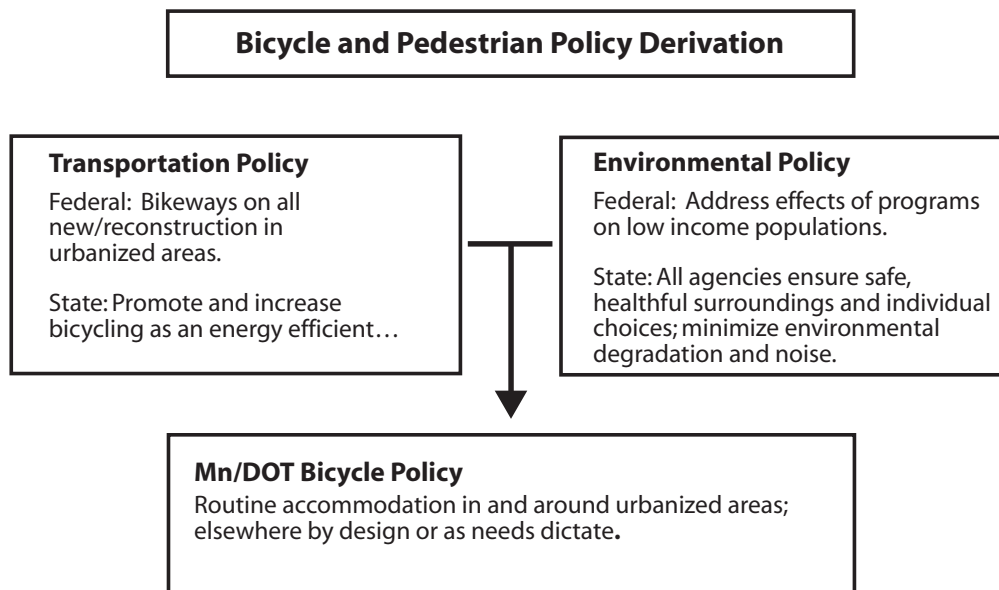 Bicycle and Pedestrian Policy Derivation
Transportation Policy
Federal: Bikeways on all
new/reconstruction in
urbanized areas.
State: Promote and increase
bicycling as an energy efficient…
Environmental Policy
Federal: Address effects of programs
on low income populations.
State: All agencies ensure safe,
healthful surroundings and individual
choices; minimize environmental
degradation and noise.
Mn/DOT Bicycle Policy
Routine accommodation in and around urbanized areas;
elsewhere by design or as needs dictate.